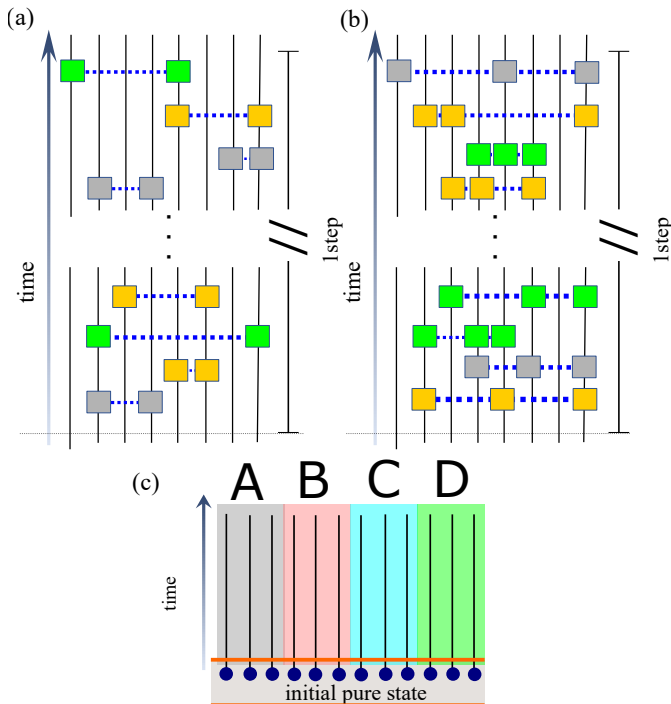 (a)
(b)
time
1step
time
1step
(c)
A B C D
time
initial pure state